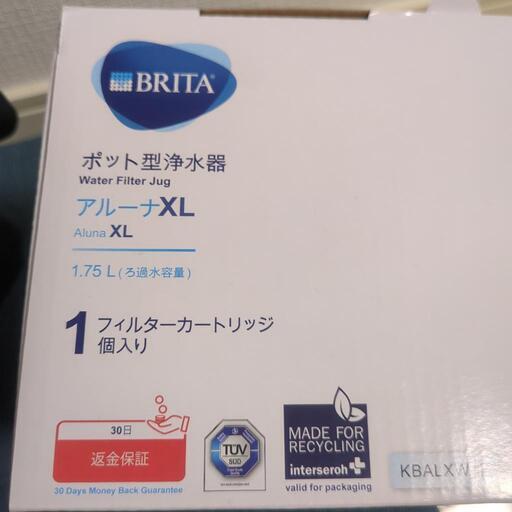 BRITA
ポット型浄水器
Water Filter Jug
アルーナXL
Aluna XL
1.75 L(ろ過水容量)
1 フィルターカートリッジ
個入り
30日
返金保証
30 Days Money Back Guarantee
TÜV
SÜD
MADE FOR
RECYCLING
interseroh
valid for packaging
KBALXW